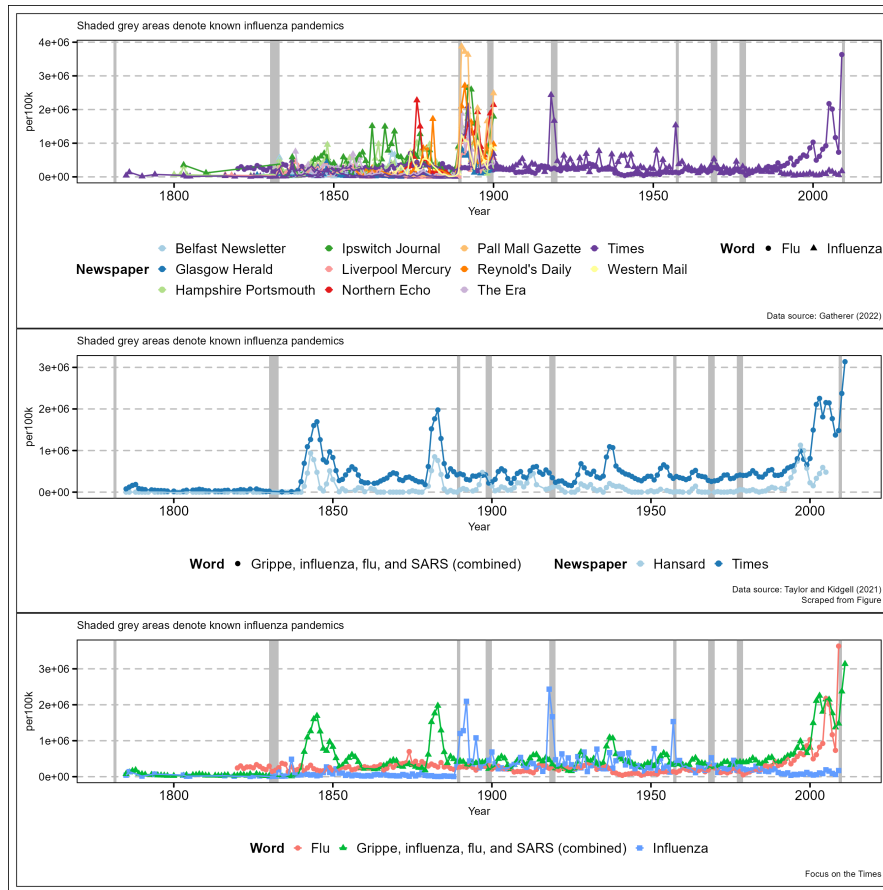 Shaded grey areas denote known influenza pandemics
4e+06
3e+06
2e+06
1e+06
0e+00
per100k
1800 1850 1900 1950 2000
Year
Newspaper
Belfast Newsletter Ipswitch Journal Pall Mall Gazette Times
Glasgow Herald Liverpool Mercury Reynold's Daily Western Mail
Hampshire Portsmouth Northern Echo The Era
Word Flu Influenza
Data source: Gatherer (2022)
Shaded grey areas denote known influenza pandemics
3e+06
2e+06
1e+06
0e+00
per100k
1800 1850 1900 1950 2000
Year
Word Grippe, influenza, flu, and SARS (combined) Newspaper Hansard Times
Data source: Taylor and Kidgell (2021)
Scraped from Figure
Shaded grey areas denote known influenza pandemics
3e+06
2e+06
1e+06
0e+00
per100k
1800 1850 1900 1950 2000
Year
Word Flu Grippe, influenza, flu, and SARS (combined) Influenza
Focus on the Times